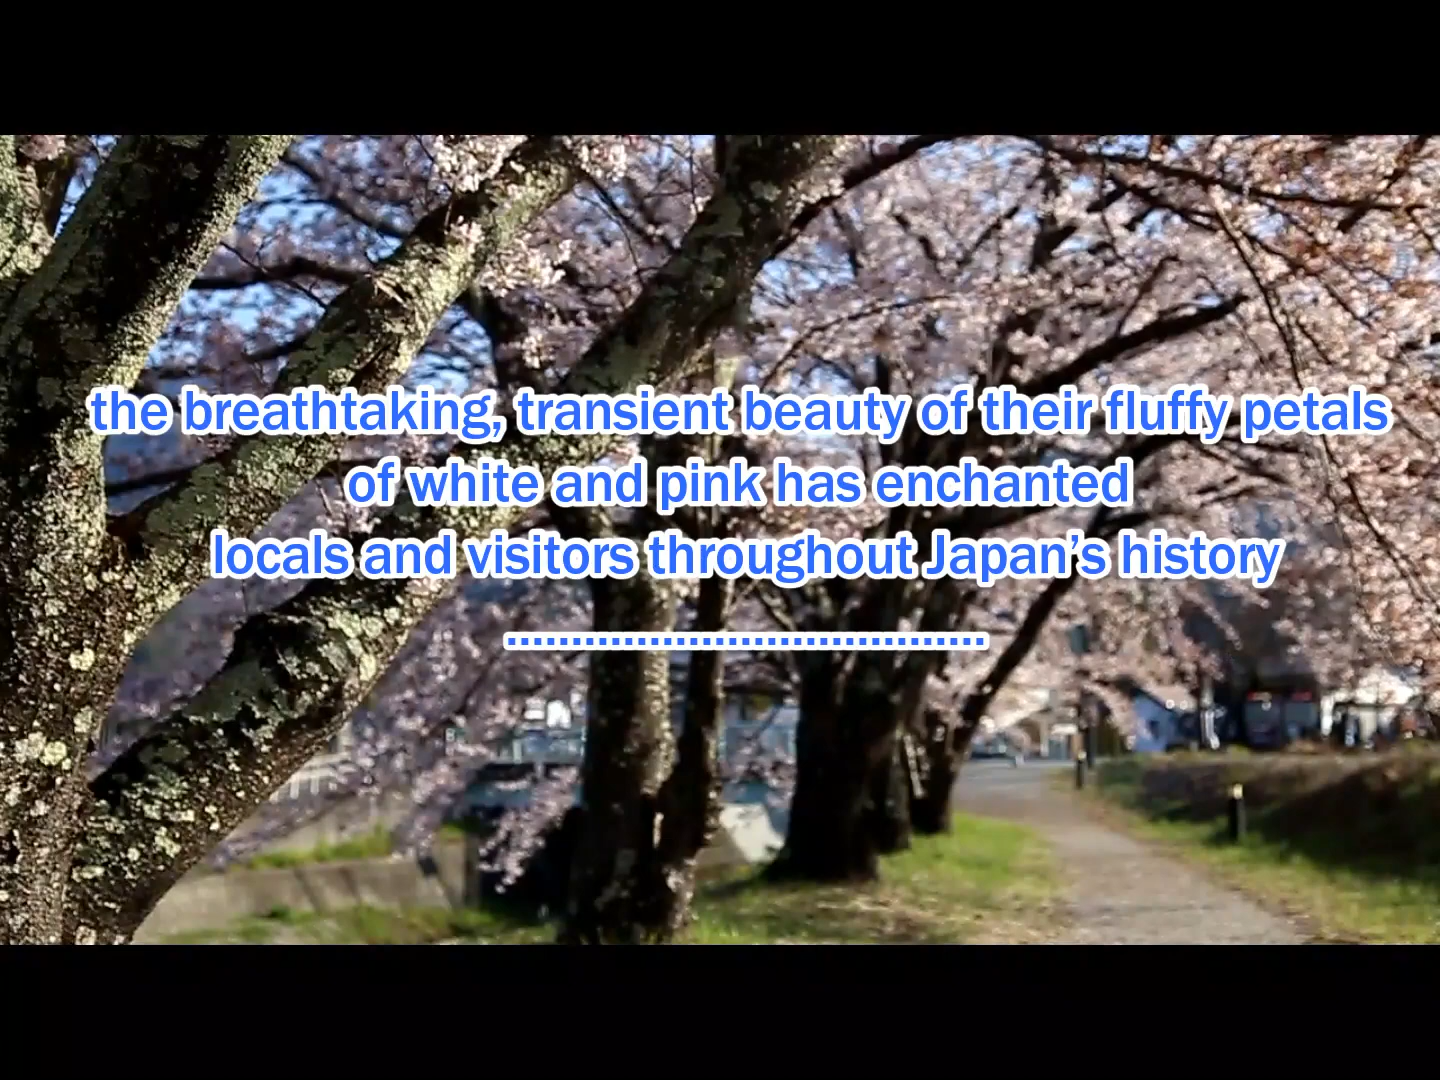 the breathtaking, transient beauty of their fluffy petals
of white and pink has enchanted
locals and visitors throughout Japan’s history
.....................................